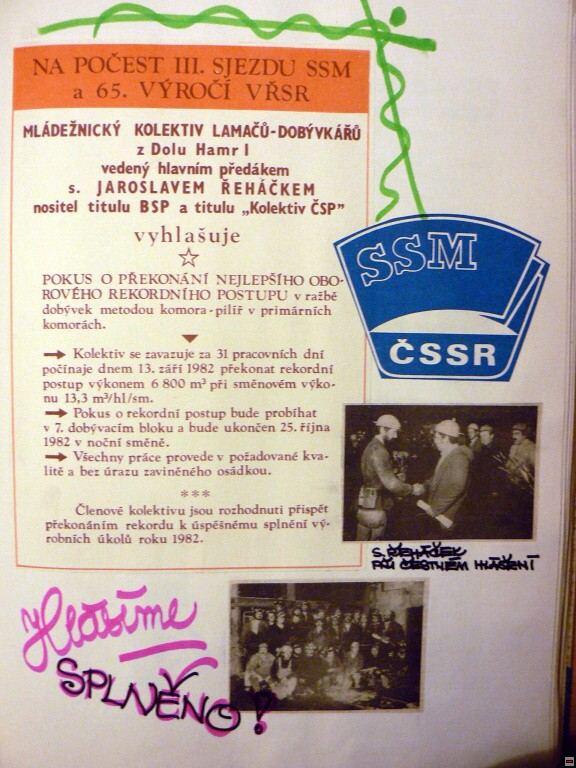 NA POČEST III. SJEZDU SSM
a 65. VÝROČÍ VŘSR
MLÁDEŽNICKÝ KOLEKTIV LAMAČŮ-DOBÝVKÁŘŮ
z Dolu Hamr I
vedený hlavním předákem
s. JAROSLAVEM ŘEHÁČKEM
nositel titulu BSP a titulu „Kolektiv ČSP"
vyhlašuje
POKUS O PŘEKONÁNÍ NEJLEPŠÍHO OBO-
ROVÉHO REKORDNÍHO POSTUPU v ražbě
dobývek metodou komora-pilíř v primárních
komorách.
Kolektiv se zavazuje za 31 pracovních dní
počínaje dnem 13. září 1982 překonat rekordní
postup výkonem 6 800 m³ při směnovém výko-
nu 13,3 m³/hl/sm.
Pokus o rekordní postup bude probíhat
v 7. dobývacím bloku a bude ukončen 25. října
1982 v noční směně.
Všechny práce provede v požadované kva-
litě a bez úrazu zaviněného osádkou.
***
Členové kolektivu jsou rozhodnuti přispět
překonáním rekordu k úspěšnému splnění vý-
robních úkolů roku 1982.
SSM
ČSSR
S. ŘEHÁČEK
PŘI ČESTNÉM HLÁŠENÍ
Hlásíme
SPLNĚNO!